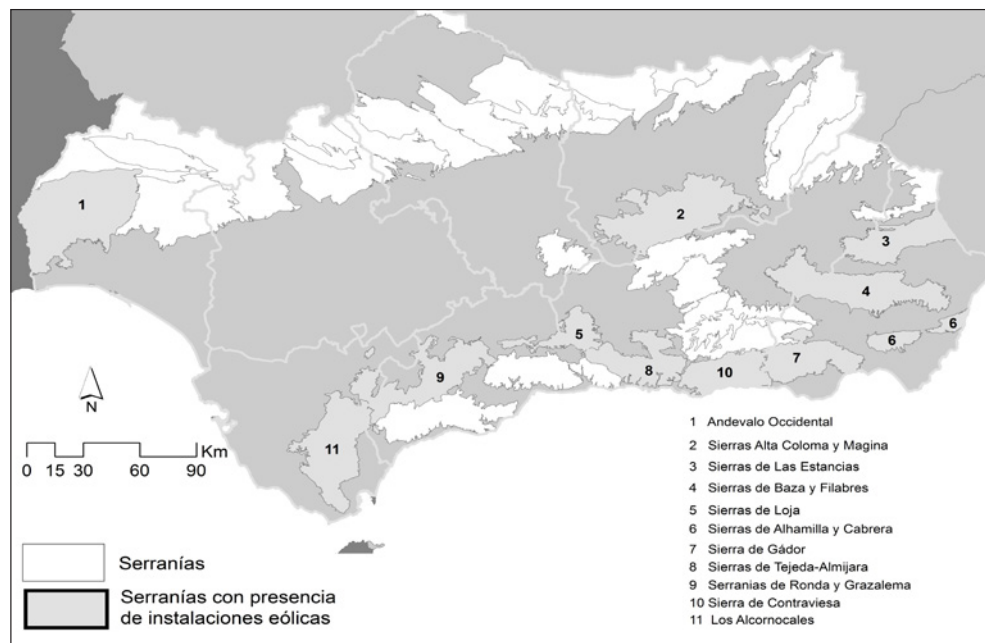 1
2
3
4
5
6
6
7
8
9
10
11
N
Km
0 15 30 60 90
Serranías
Serranías con presencia
de instalaciones eólicas
1 Andevalo Occidental
2 Sierras Alta Coloma y Magina
3 Sierras de Las Estancias
4 Sierras de Baza y Filabres
5 Sierras de Loja
6 Sierras de Alhamilla y Cabrera
7 Sierra de Gádor
8 Sierras de Tejeda-Almijara
9 Serranias de Ronda y Grazalema
10 Sierra de Contraviesa
11 Los Alcornocales